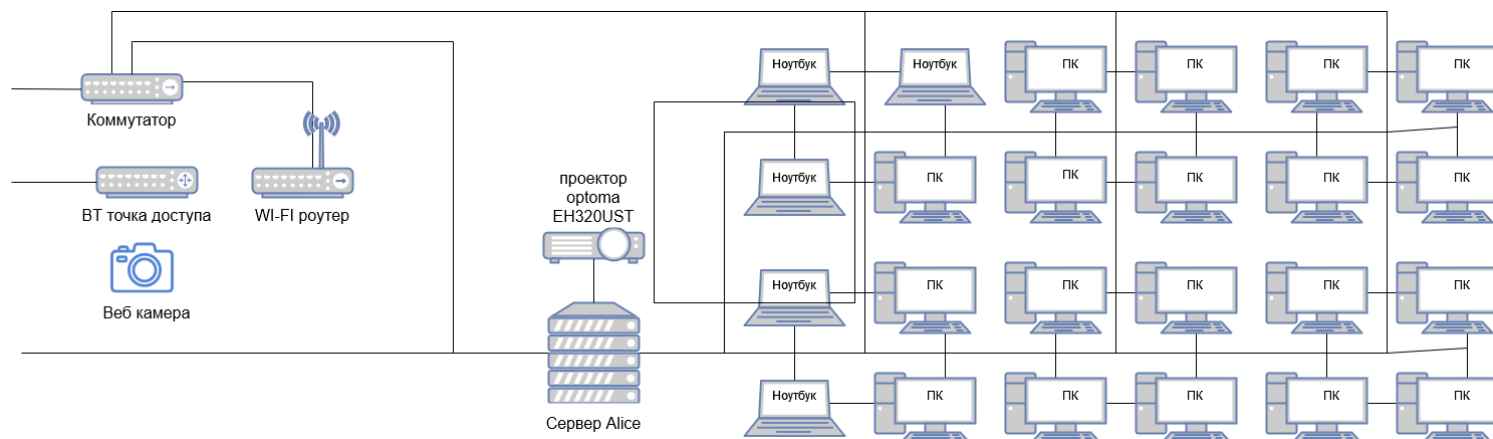 Ноутбук
Ноутбук
ПК
ПК
ПК
ПК
Коммутатор
ВТ точка доступа
WI-FI роутер
проектор
optoma
EH320UST
Ноутбук
ПК
ПК
ПК
ПК
ПК
Веб камера
Ноутбук
ПК
ПК
ПК
ПК
ПК
Сервер Alice
Ноутбук
ПК
ПК
ПК
ПК
ПК